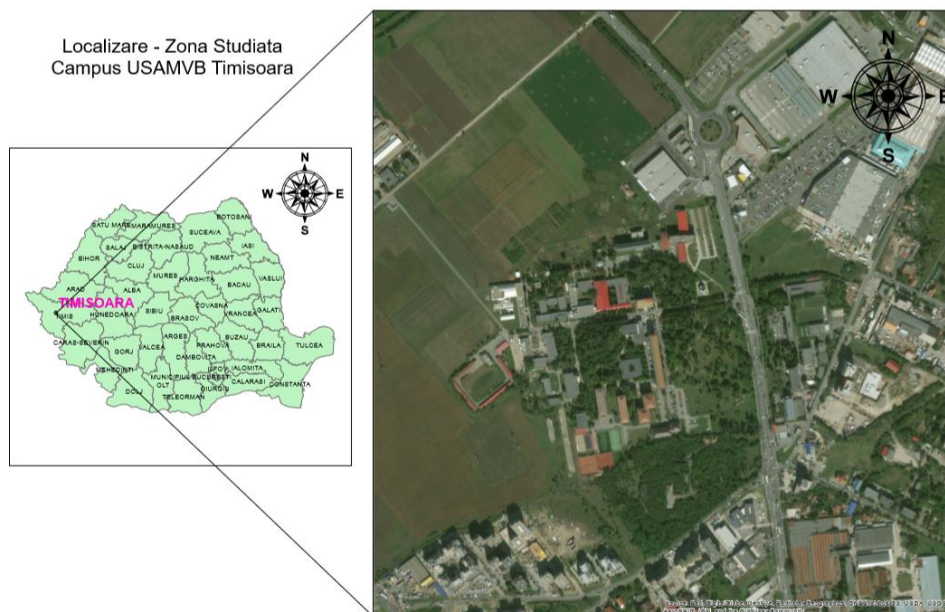 Localizare - Zona Studiata
Campus USAMVB Timisoara
N
W
E
S
N
W
E
S
BOTOSANI
SATU MARE
MARAMURES
SUCEAVA
SALAJ
BISTRITA-NASAUD
IASI
BIHOR
CLUJ
NEAMT
MURES
HARGHITA
BACAU
VASLUI
ARAD
ALBA
TIMISOARA
TIMIS
HUNEDOARA
SIBIU
COVASNA
BRASOV
VRANCEA
GALATI
CARAS-SEVERIN
GORJ
VALCEA
ARGES
PRAHOVA
BUZAU
BRAILA
TULCEA
DAMBOVITA
MEHEDINTI
MUNICIPIUL BUCURESTI
ILFOV
IALOMITA
CALARASI
CONSTANTA
DOLJ
OLT
GIURGIU
TELEORMAN